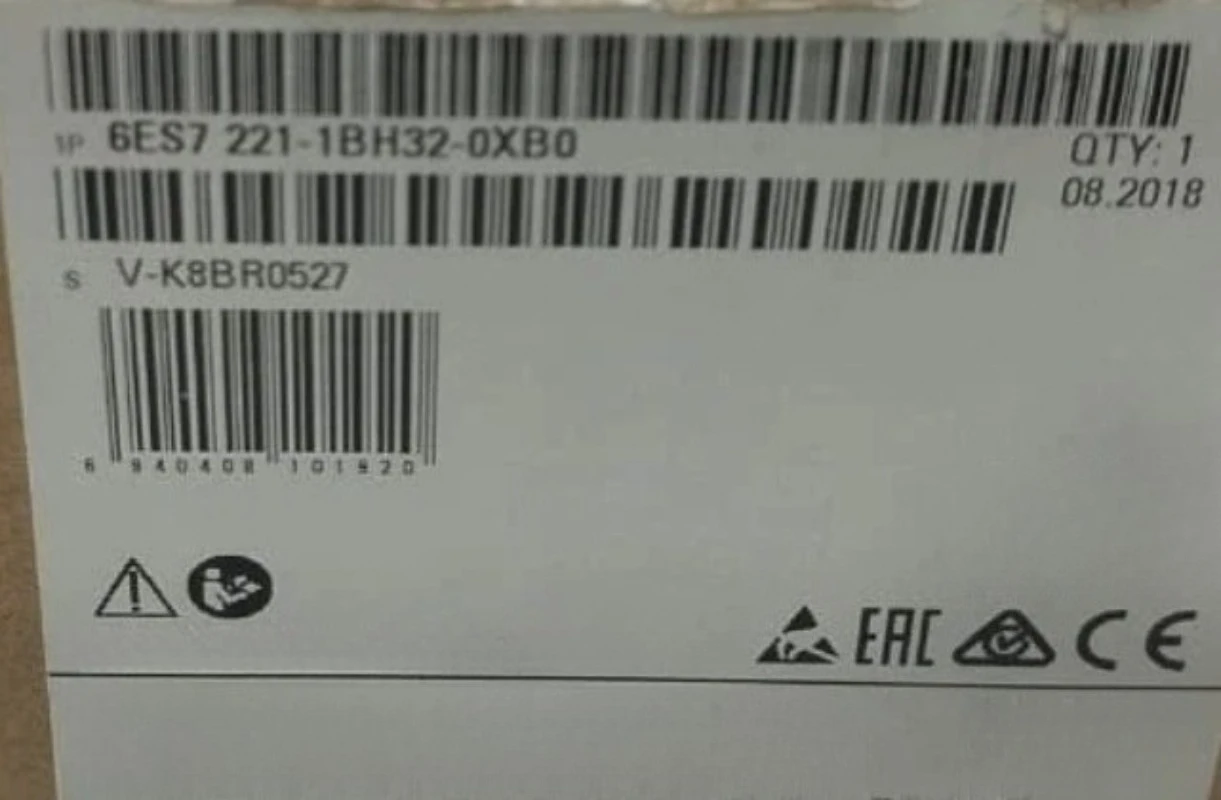 1P 6ES7 221-1BH32-0XB0
QTY: 1
08.2018
S V-K8BR0527
6 940408 101920
EAC
CE